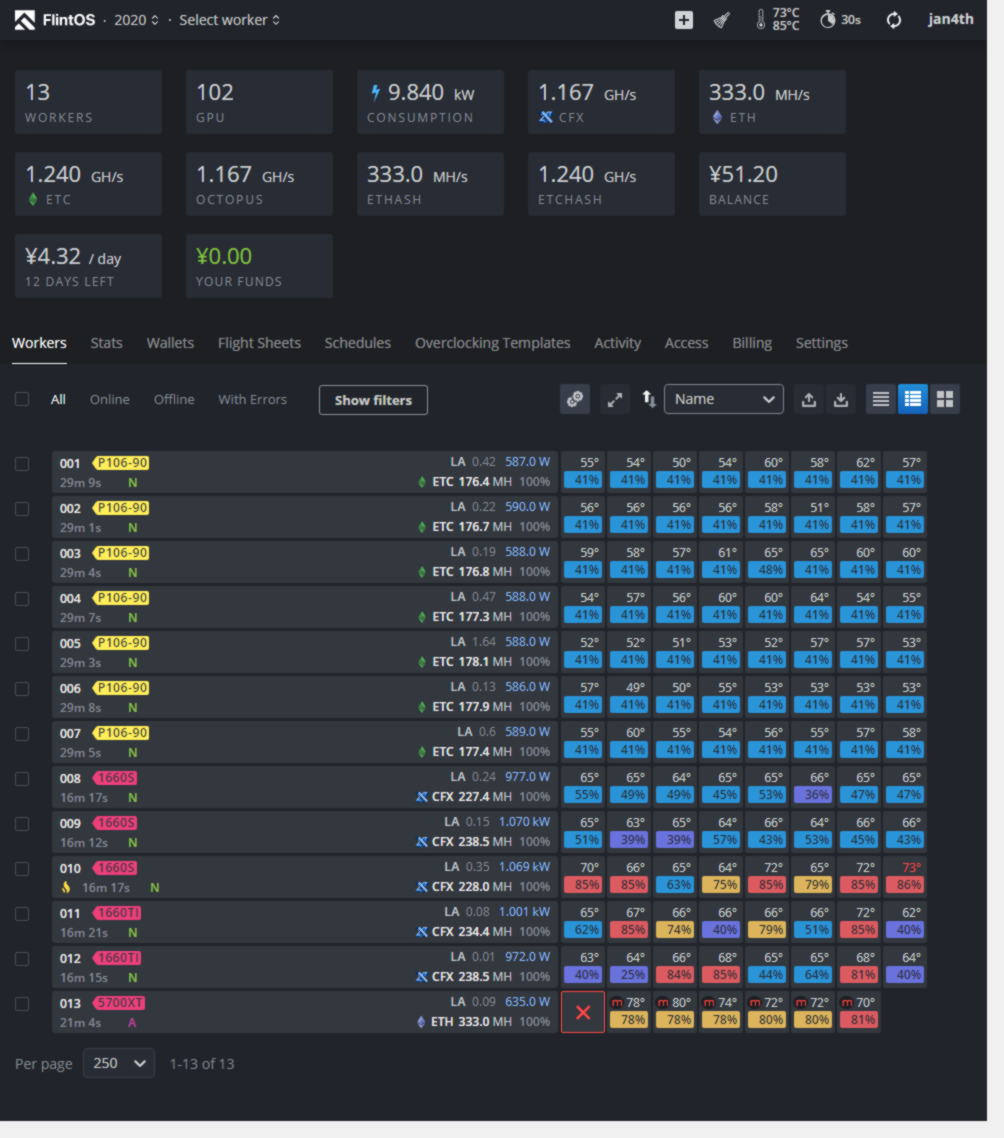 FlintOS · 2020 · Select worker 73°C 85°C 30s jan4th
13 102 9.840 kW 1.167 GH/s 333.0 MH/s
WORKERS GPU CONSUMPTION CFX ETH
1.240 GH/s 1.167 GH/s 333.0 MH/s 1.240 GH/s ¥51.20
ETC OCTOPUS ETHASH ETCHASH BALANCE
¥4.32 / day ¥0.00
12 DAYS LEFT YOUR FUNDS
Workers Stats Wallets Flight Sheets Schedules Overclocking Templates Activity Access Billing Settings
All Online Offline With Errors Show filters Name
001 P106-90 LA 0.42 587.0 W 55° 54° 50° 54° 60° 58° 62° 57°
29m 9s N ETC 176.4 MH 100% 41% 41% 41% 41% 41% 41% 41% 41%
002 P106-90 LA 0.22 590.0 W 56° 56° 56° 56° 58° 51° 58° 57°
29m 1s N ETC 176.7 MH 100% 41% 41% 41% 41% 41% 41% 41% 41%
003 P106-90 LA 0.19 588.0 W 59° 58° 57° 61° 65° 65° 60° 60°
29m 4s N ETC 176.8 MH 100% 41% 41% 41% 41% 48% 41% 41% 41%
004 P106-90 LA 0.47 588.0 W 54° 57° 56° 60° 60° 64° 54° 55°
29m 7s N ETC 177.3 MH 100% 41% 41% 41% 41% 41% 41% 41% 41%
005 P106-90 LA 1.64 588.0 W 52° 52° 51° 53° 52° 57° 57° 53°
29m 3s N ETC 178.1 MH 100% 41% 41% 41% 41% 41% 41% 41% 41%
006 P106-90 LA 0.13 586.0 W 57° 49° 50° 55° 53° 53° 53° 53°
29m 8s N ETC 177.9 MH 100% 41% 41% 41% 41% 41% 41% 41% 41%
007 P106-90 LA 0.6 589.0 W 55° 60° 55° 54° 56° 55° 57° 58°
29m 5s N ETC 177.4 MH 100% 41% 41% 41% 41% 41% 41% 41% 41%
008 1660S LA 0.24 977.0 W 65° 65° 64° 65° 65° 66° 65° 65°
16m 17s N CFX 227.4 MH 100% 55% 49% 49% 45% 53% 36% 47% 47%
009 1660S LA 0.15 1.070 kW 65° 63° 65° 66° 64° 66° 64° 66°
16m 12s N CFX 238.5 MH 100% 51% 39% 39% 57% 43% 53% 45% 43%
010 1660S LA 0.35 1.069 kW 70° 66° 65° 64° 72° 65° 72° 73°
16m 17s N CFX 228.0 MH 100% 85% 85% 63% 75% 85% 79% 85% 86%
011 1660TI LA 0.08 1.001 kW 65° 67° 66° 66° 66° 66° 72° 62°
16m 21s N CFX 234.4 MH 100% 62% 85% 74% 40% 79% 51% 85% 40%
012 1660TI LA 0.01 972.0 W 63° 64° 66° 68° 65° 65° 68° 64°
16m 15s N CFX 238.5 MH 100% 40% 25% 84% 85% 44% 64% 81% 40%
013 5700XT LA 0.09 635.0 W m 78° m 80° m 74° m 72° m 72° m 70°
21m 4s A ETH 333.0 MH 100% 78% 78% 78% 80% 80% 81%
Per page 250 1-13 of 13